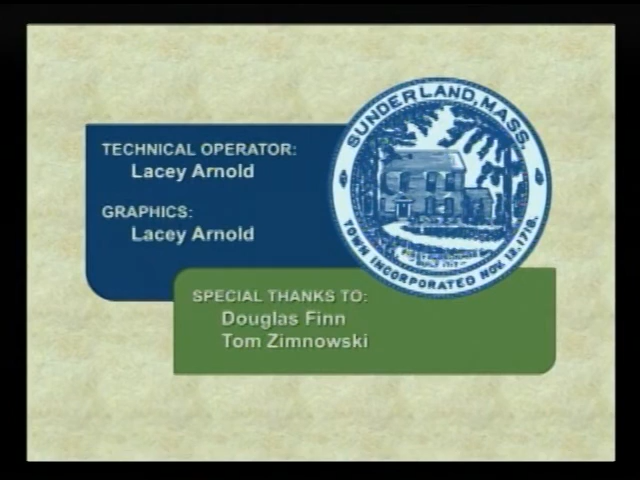 TECHNICAL OPERATOR:
Lacey Arnold
GRAPHICS:
Lacey Arnold
SUNDERLAND, MASS.
TOWN INCORPORATED NOV. 12, 1718.
SPECIAL THANKS TO:
Douglas Finn
Tom Zimnowski